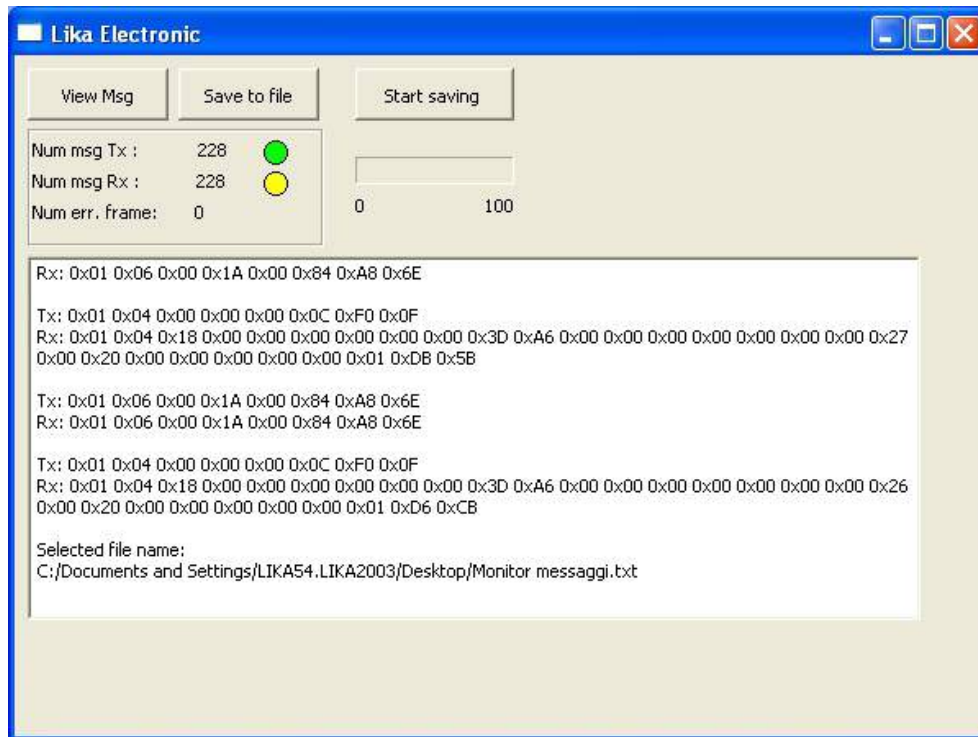 Lika Electronic
View Msg Save to file Start saving
Num msg Tx : 228
Num msg Rx : 228
Num err. frame: 0
0 100
Rx: 0x01 0x06 0x00 0x1A 0x00 0x84 0xA8 0x6E
Tx: 0x01 0x04 0x00 0x00 0x00 0x0C 0xF0 0x0F
Rx: 0x01 0x04 0x18 0x00 0x00 0x00 0x00 0x00 0x00 0x00 0x3D 0xA6 0x00 0x00 0x00 0x00 0x00 0x00 0x00 0x27
0x00 0x20 0x00 0x00 0x00 0x00 0x00 0x01 0xDB 0x5B
Tx: 0x01 0x06 0x00 0x1A 0x00 0x84 0xA8 0x6E
Rx: 0x01 0x06 0x00 0x1A 0x00 0x84 0xA8 0x6E
Tx: 0x01 0x04 0x00 0x00 0x00 0x0C 0xF0 0x0F
Rx: 0x01 0x04 0x18 0x00 0x00 0x00 0x00 0x00 0x00 0x00 0x3D 0xA6 0x00 0x00 0x00 0x00 0x00 0x00 0x00 0x26
0x00 0x20 0x00 0x00 0x00 0x00 0x00 0x01 0xD6 0xCB
Selected file name:
C:/Documents and Settings/LIKA54.LIKA2003/Desktop/Monitor messaggi.txt